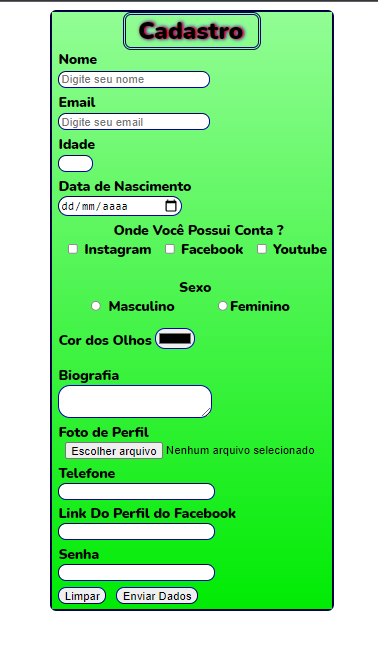 Cadastro
Nome
Digite seu nome
Email
Digite seu email
Idade
Data de Nascimento
dd/mm/aaaa
Onde Você Possui Conta ?
Instagram Facebook Youtube
Sexo
Masculino Feminino
Cor dos Olhos
Biografia
Foto de Perfil
Escolher arquivo Nenhum arquivo selecionado
Telefone
Link Do Perfil do Facebook
Senha
Limpar Enviar Dados